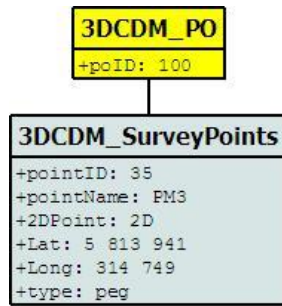 3DCDM_PO
+poID: 100
3DCDM_SurveyPoints
+pointID: 35
+pointName: PM3
+2DPoint: 2D
+Lat: 5 813 941
+Long: 314 749
+type: peg